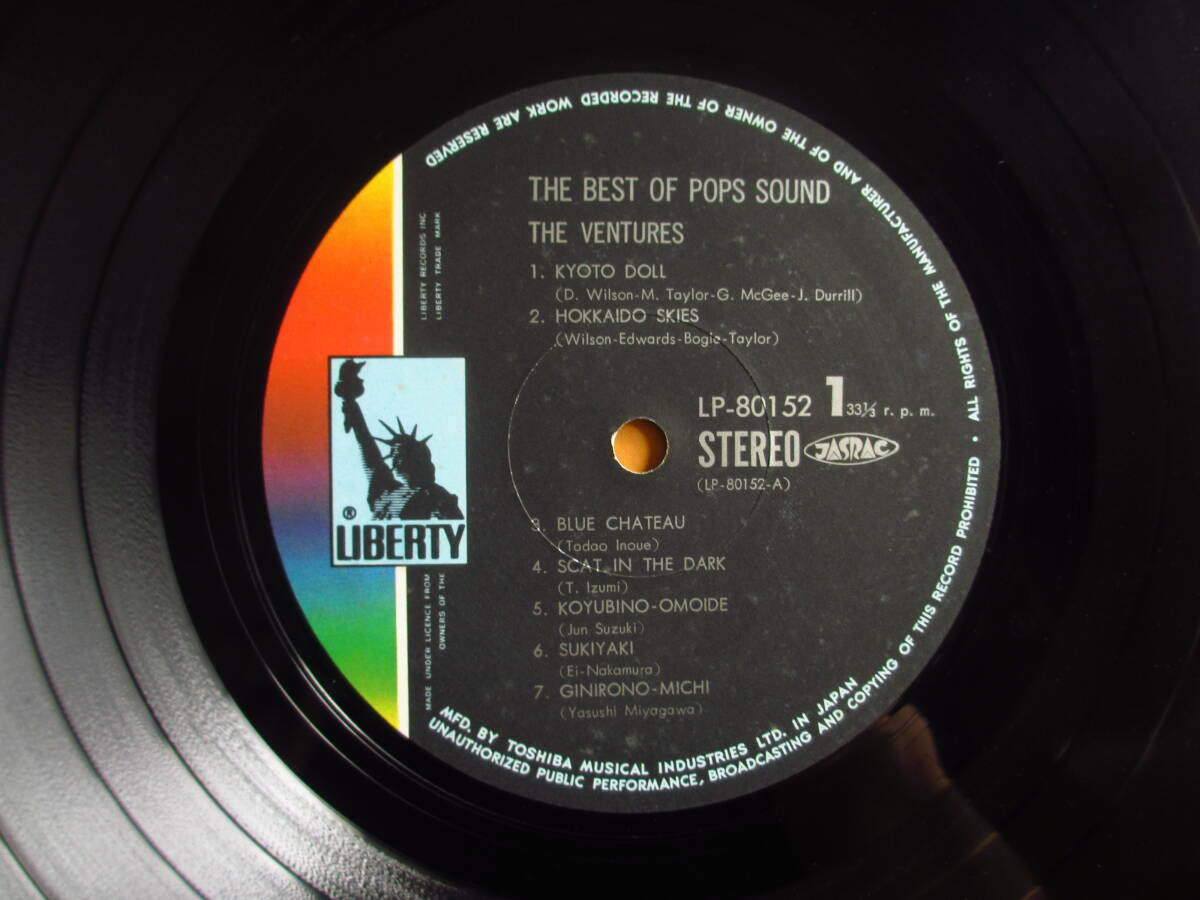 THE BEST OF POPS SOUND
THE VENTURES
1. KYOTO DOLL
(D. Wilson-M. Taylor-G. McGee-J. Durrill)
2. HOKKAIDO SKIES
(Wilson-Edwards-Bogie-Taylor)
LP-80152 1 33⅓ r. p. m.
STEREO JASRAC
(LP-80152-A)
3. BLUE CHATEAU
(Tadao Inoue)
4. SCAT IN THE DARK
(T. Izumi)
5. KOYUBINO-OMOIDE
(Jun Suzuki)
6. SUKIYAKI
(Ei-Nakamura)
7. GINIRONO-MICHI
(Yasushi Miyagawa)
® LIBERTY
MADE UNDER LICENCE FROM LIBERTY RECORDS INC
OWNERS OF THE LIBERTY TRADE MARK
MFD. BY TOSHIBA MUSICAL INDUSTRIES LTD. IN JAPAN
ALL RIGHTS OF THE MANUFACTURER AND OF THE OWNER OF THE RECORDED WORK ARE RESERVED
UNAUTHORIZED PUBLIC PERFORMANCE, BROADCASTING AND COPYING OF THIS RECORD PROHIBITED •